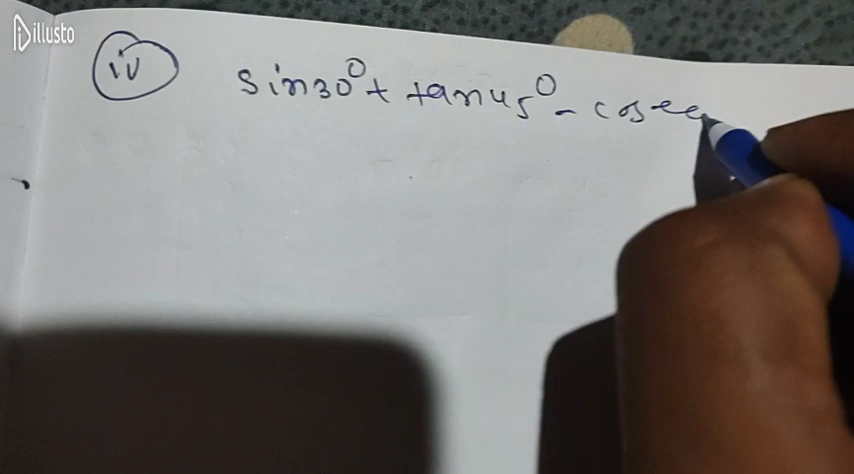 illusto
iv sin30° + tan45° - cosec